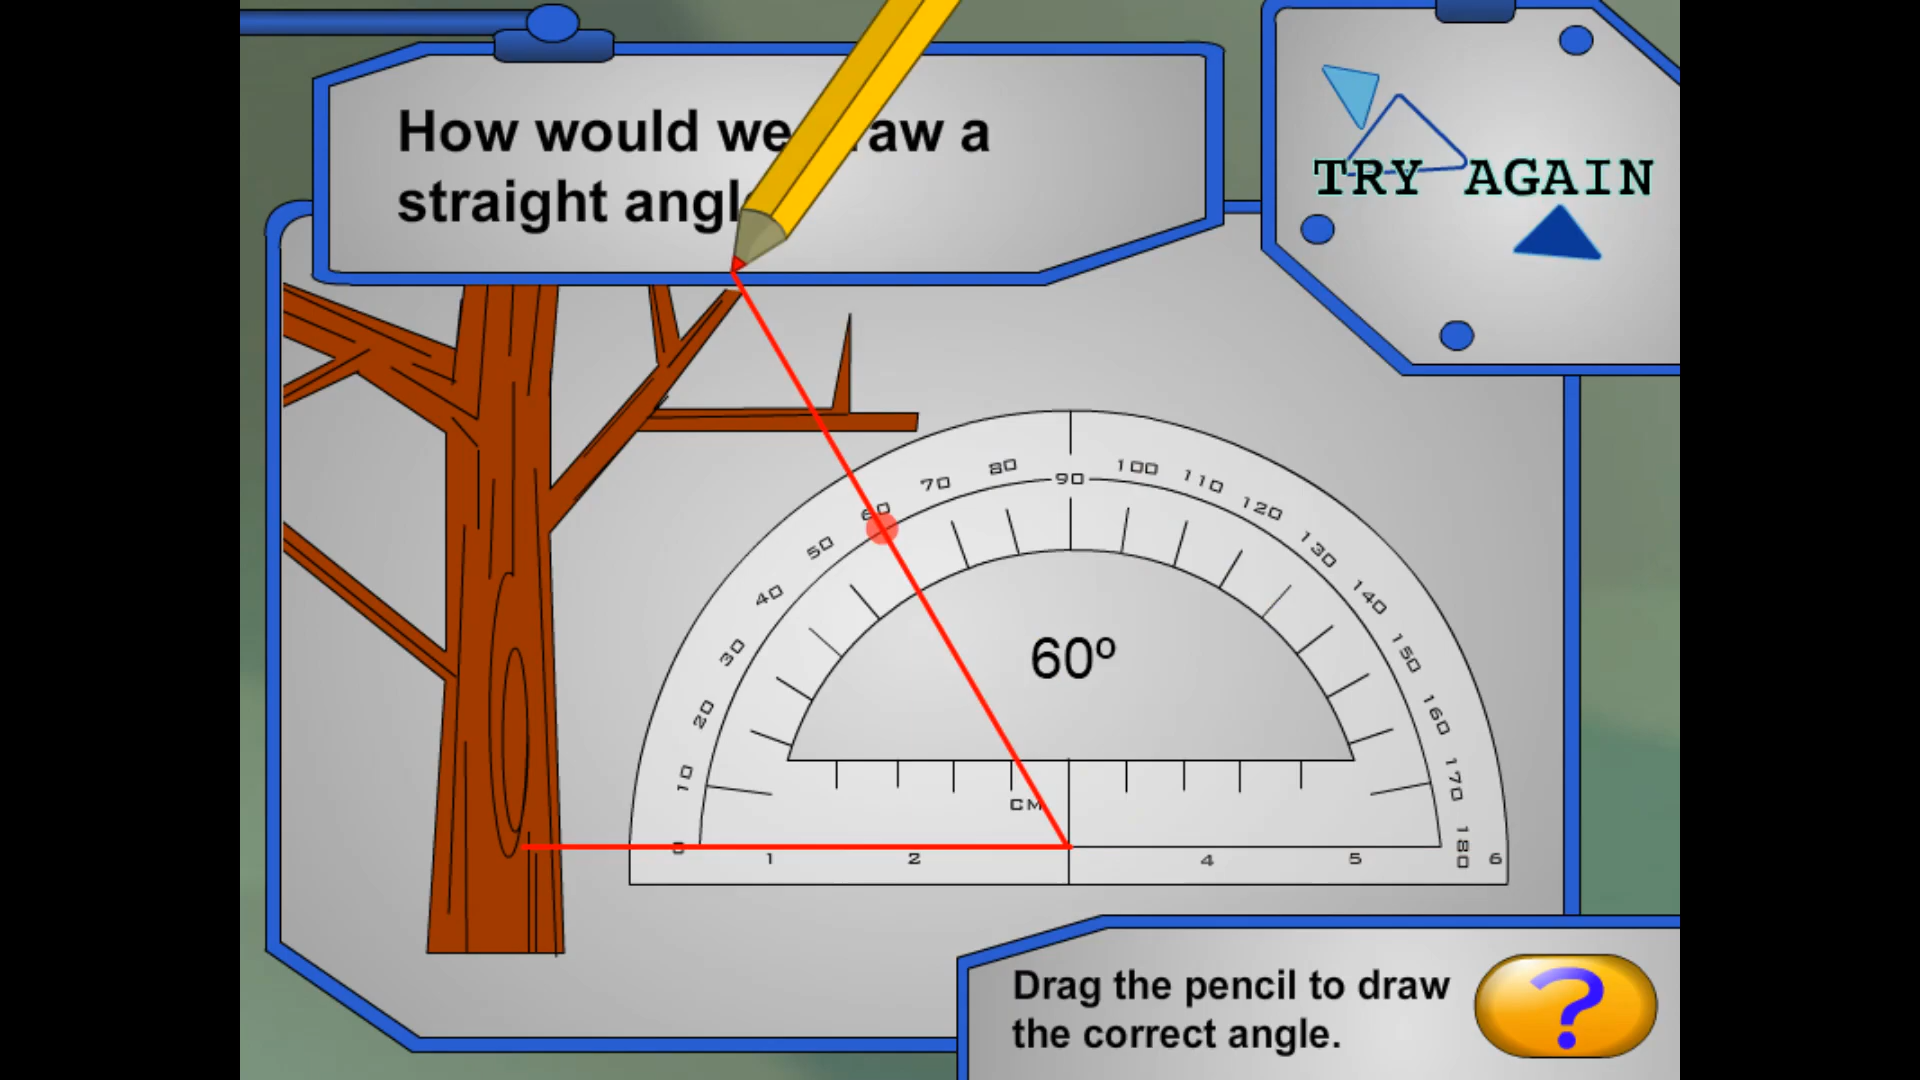 How would we draw a
straight angle
TRY AGAIN
0 10 20 30 40 50 60 70 80 90 100 110 120 130 140 150 160 170 180
60º
CM
1 2 4 5 6
Drag the pencil to draw
the correct angle.
?